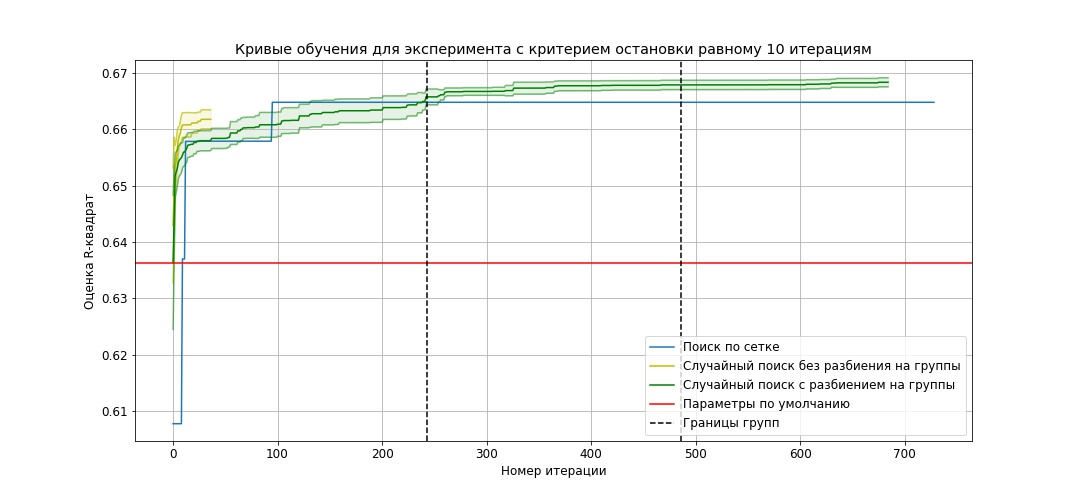 Кривые обучения для эксперимента с критерием остановки равному 10 итерациям
Оценка R-квадрат
0.67
0.66
0.65
0.64
0.63
0.62
0.61
Поиск по сетке
Случайный поиск без разбиения на группы
Случайный поиск с разбиением на группы
Параметры по умолчанию
Границы групп
0 100 200 300 400 500 600 700
Номер итерации